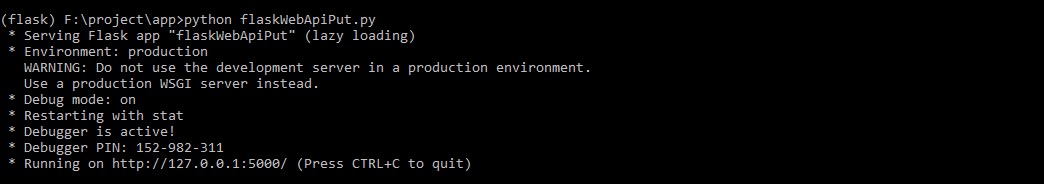 (flask) F:\project\app>python flaskWebApiPut.py
* Serving Flask app "flaskWebApiPut" (lazy loading)
* Environment: production
WARNING: Do not use the development server in a production environment.
Use a production WSGI server instead.
* Debug mode: on
* Restarting with stat
* Debugger is active!
* Debugger PIN: 152-982-311
* Running on http://127.0.0.1:5000/ (Press CTRL+C to quit)